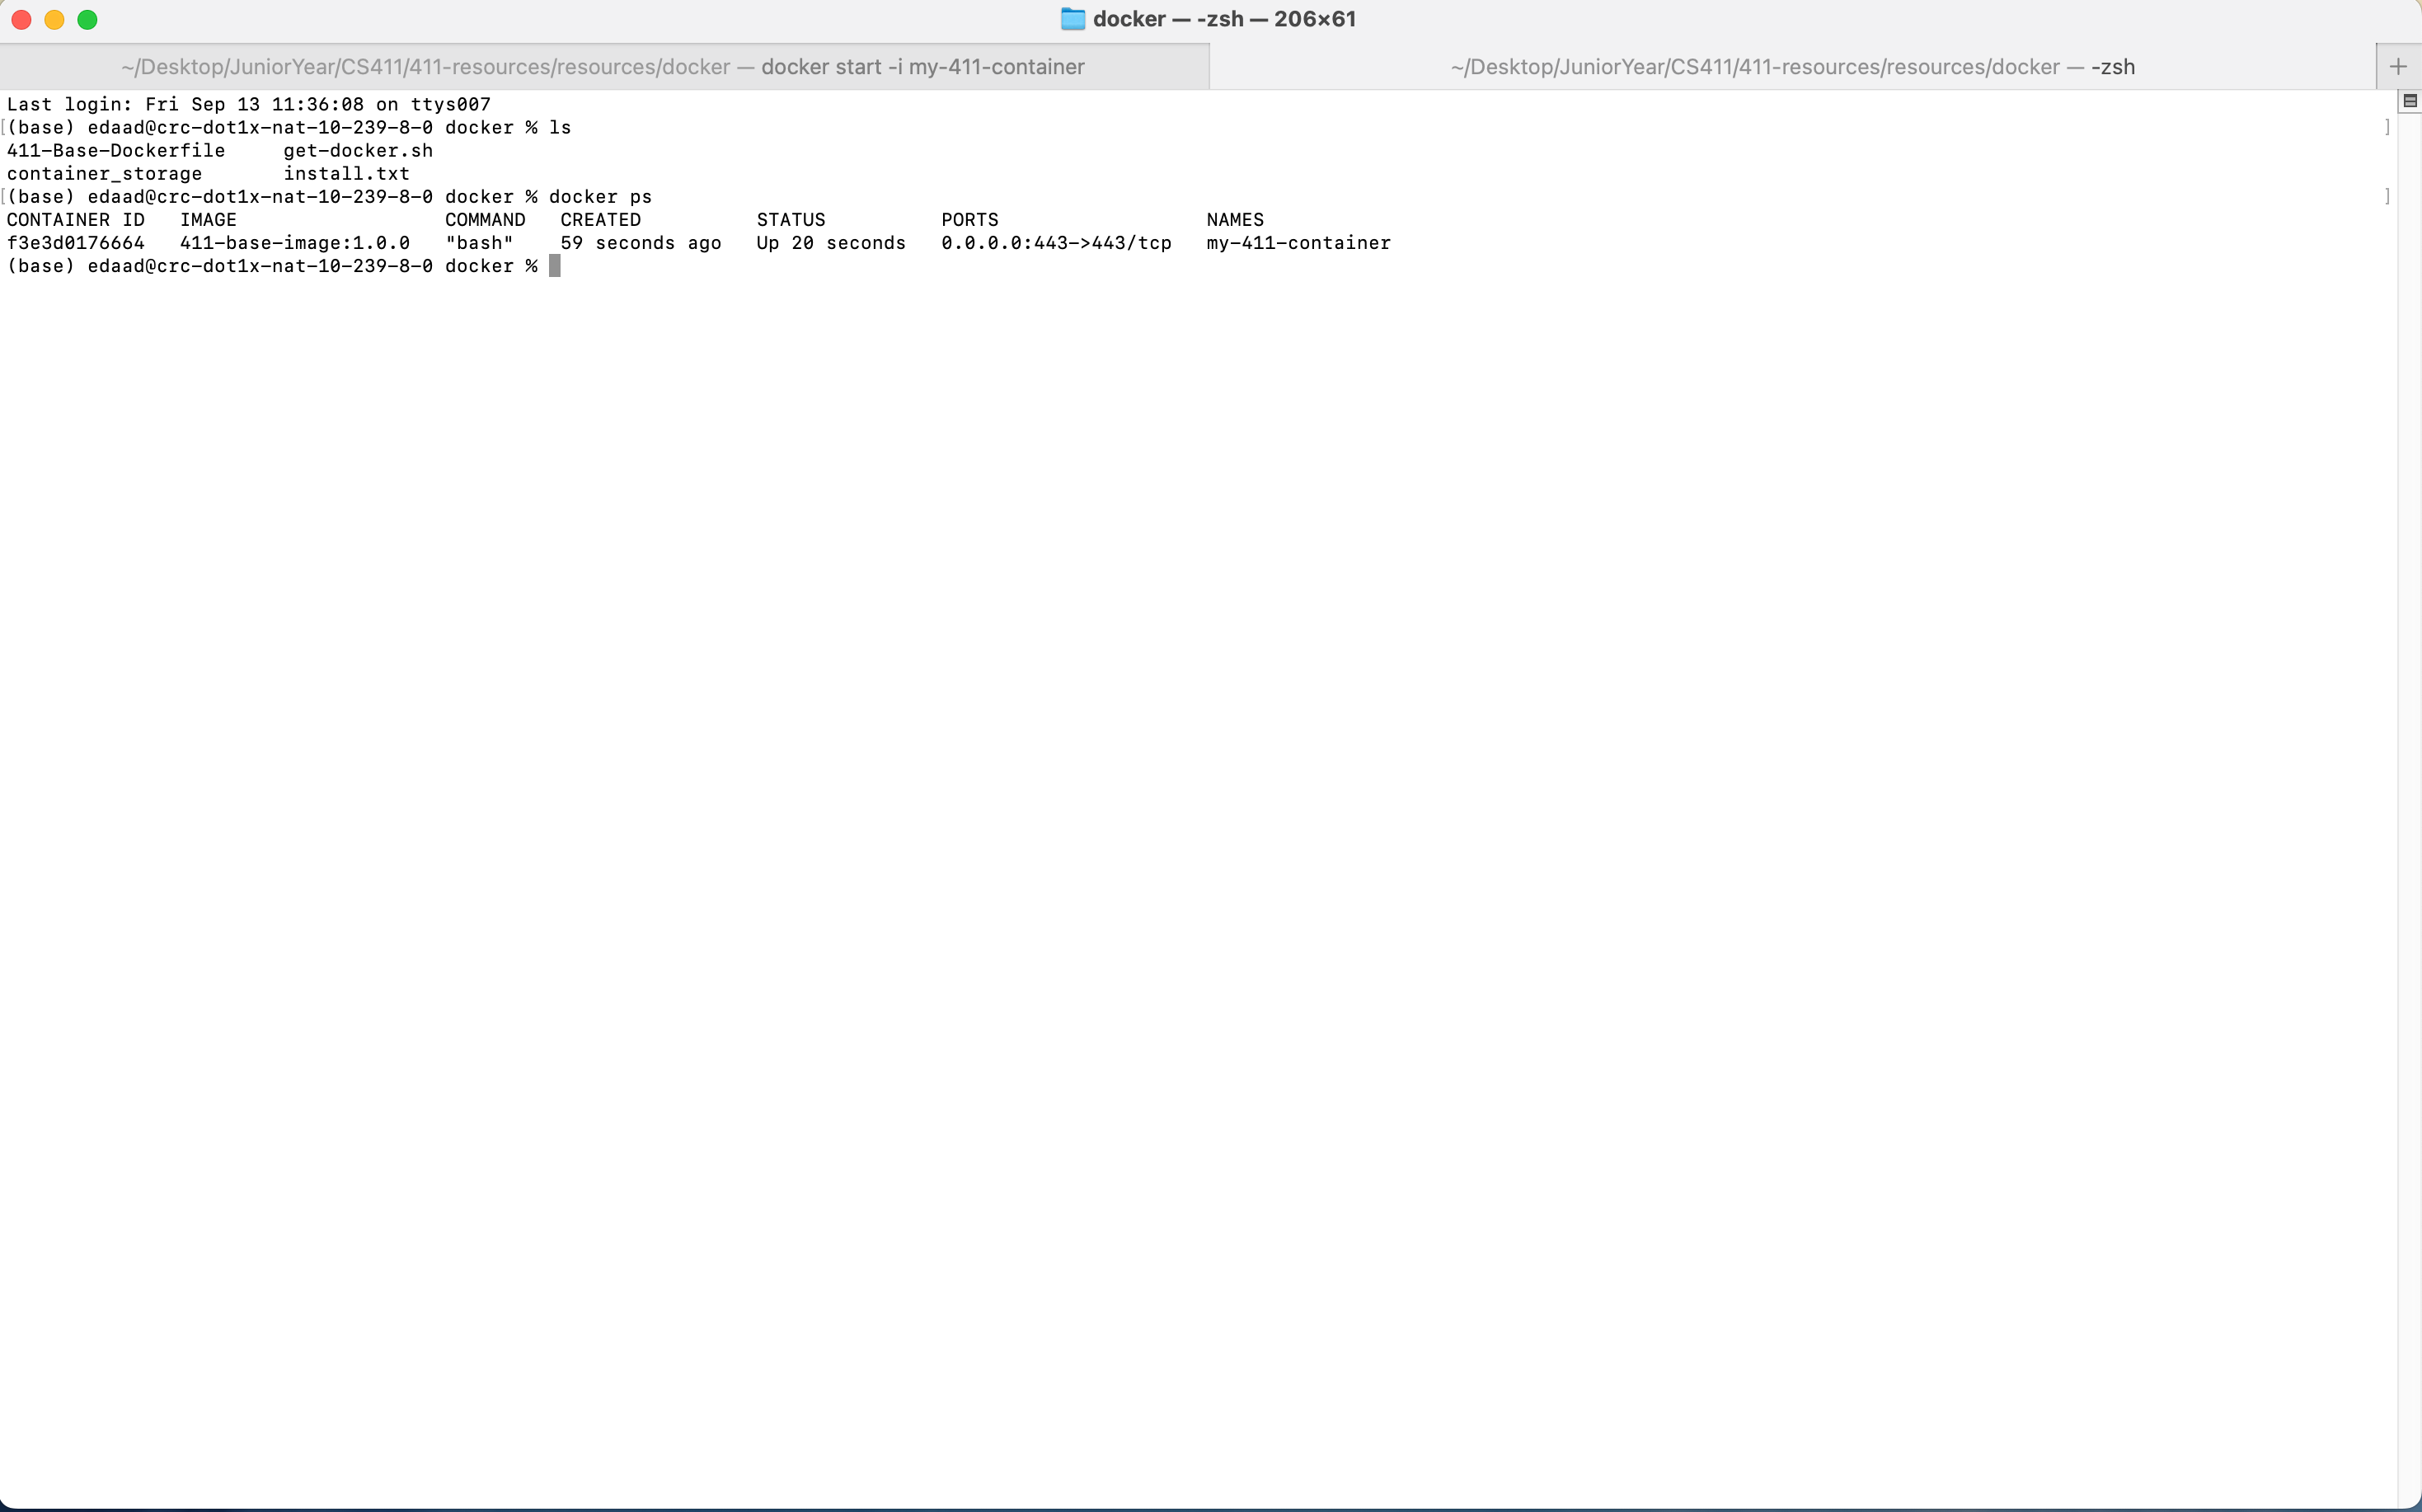 docker — -zsh — 206×61
~/Desktop/JuniorYear/CS411/411-resources/resources/docker — docker start -i my-411-container
~/Desktop/JuniorYear/CS411/411-resources/resources/docker — -zsh
Last login: Fri Sep 13 11:36:08 on ttys007
[(base) edaad@crc-dot1x-nat-10-239-8-0 docker % ls ]
411-Base-Dockerfile     get-docker.sh
container_storage       install.txt
[(base) edaad@crc-dot1x-nat-10-239-8-0 docker % docker ps ]
CONTAINER ID   IMAGE                  COMMAND   CREATED          STATUS          PORTS                  NAMES
f3e3d0176664   411-base-image:1.0.0   "bash"    59 seconds ago   Up 20 seconds   0.0.0.0:443->443/tcp   my-411-container
(base) edaad@crc-dot1x-nat-10-239-8-0 docker %